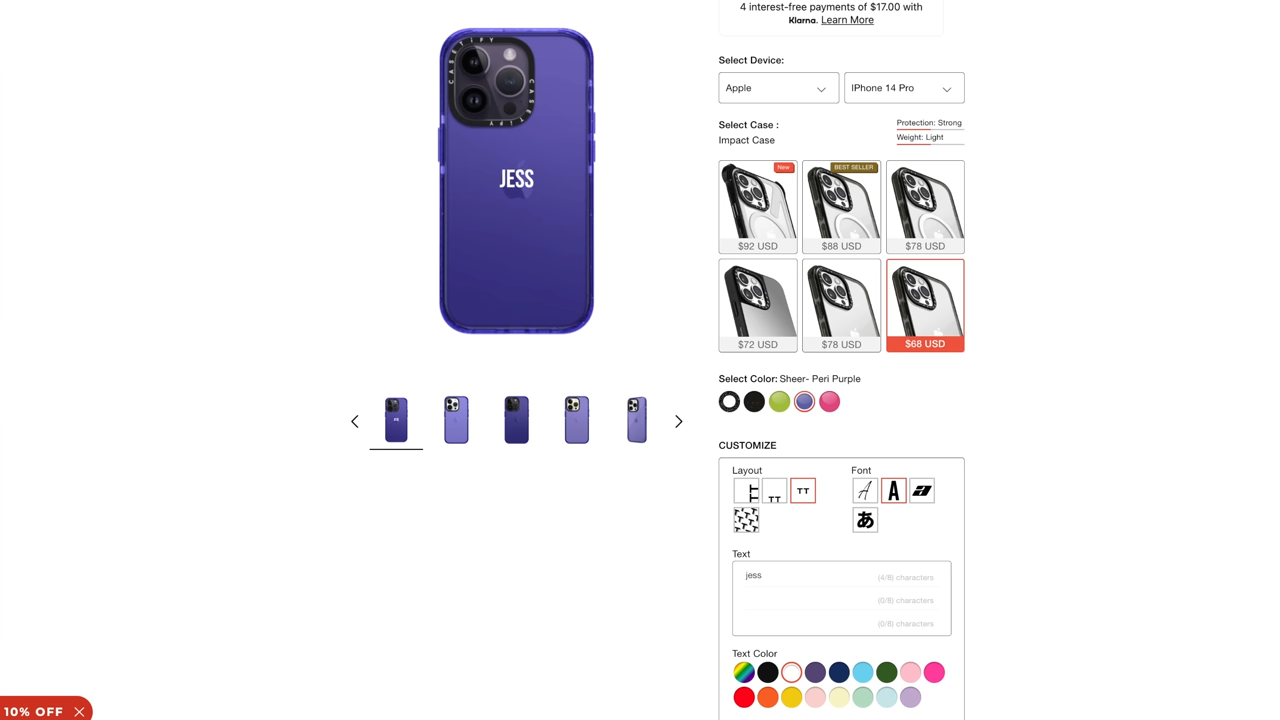 4 interest-free payments of $17.00 with
Klarna. Learn More
CASETIFY
CASETIFY
JESS
Select Device:
Apple
IPhone 14 Pro
Select Case :
Impact Case
Protection: Strong
Weight: Light
New
BEST SELLER
$92 USD
$88 USD
$78 USD
$72 USD
$78 USD
$68 USD
Select Color: Sheer- Peri Purple
CUSTOMIZE
Layout
Font
TT
TT
TT
A
A
a
あ
Text
jess
(4/8) characters
(0/8) characters
(0/8) characters
Text Color
10% OFF